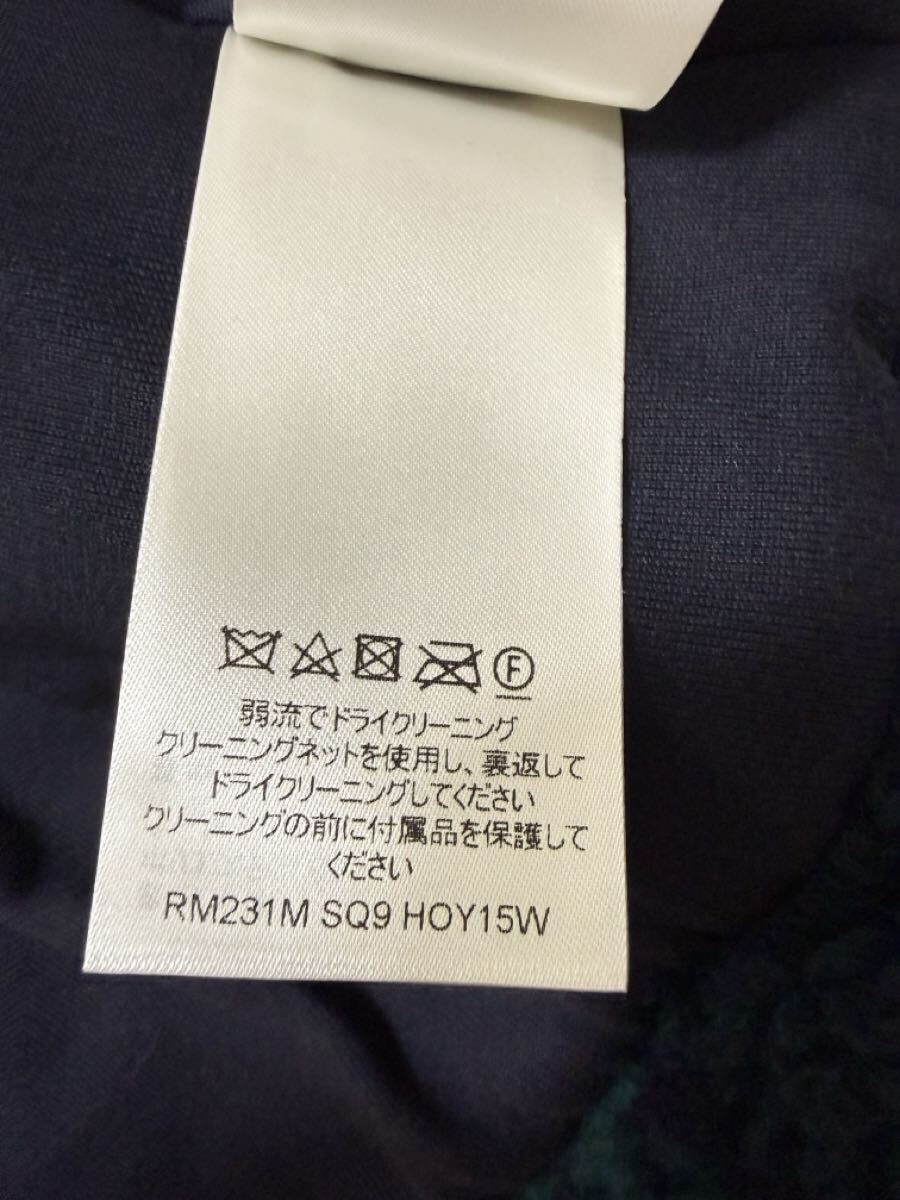 F
弱流でドライクリーニング
クリーニングネットを使用し、裏返して
ドライクリーニングしてください
クリーニングの前に付属品を保護して
ください
RM231M SQ9 HOY15W